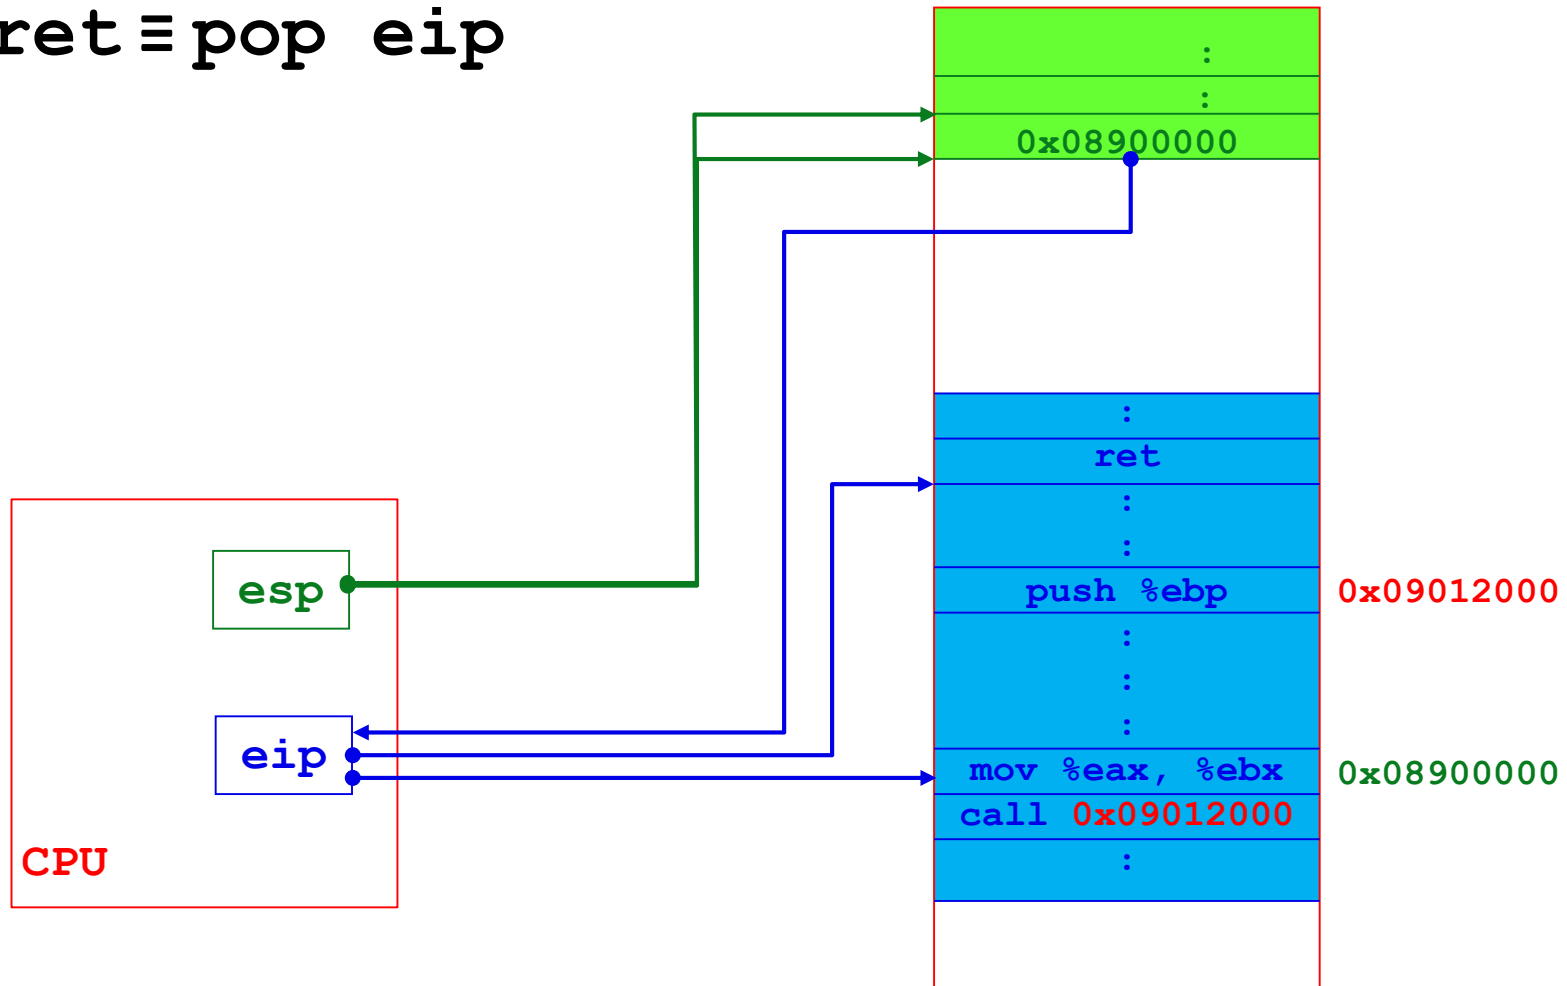 ret ≡ pop eip
:
:
0x08900000
:
ret
:
:
esp
push %ebp 0x09012000
:
:
:
eip
mov %eax, %ebx 0x08900000
call 0x09012000
CPU
: